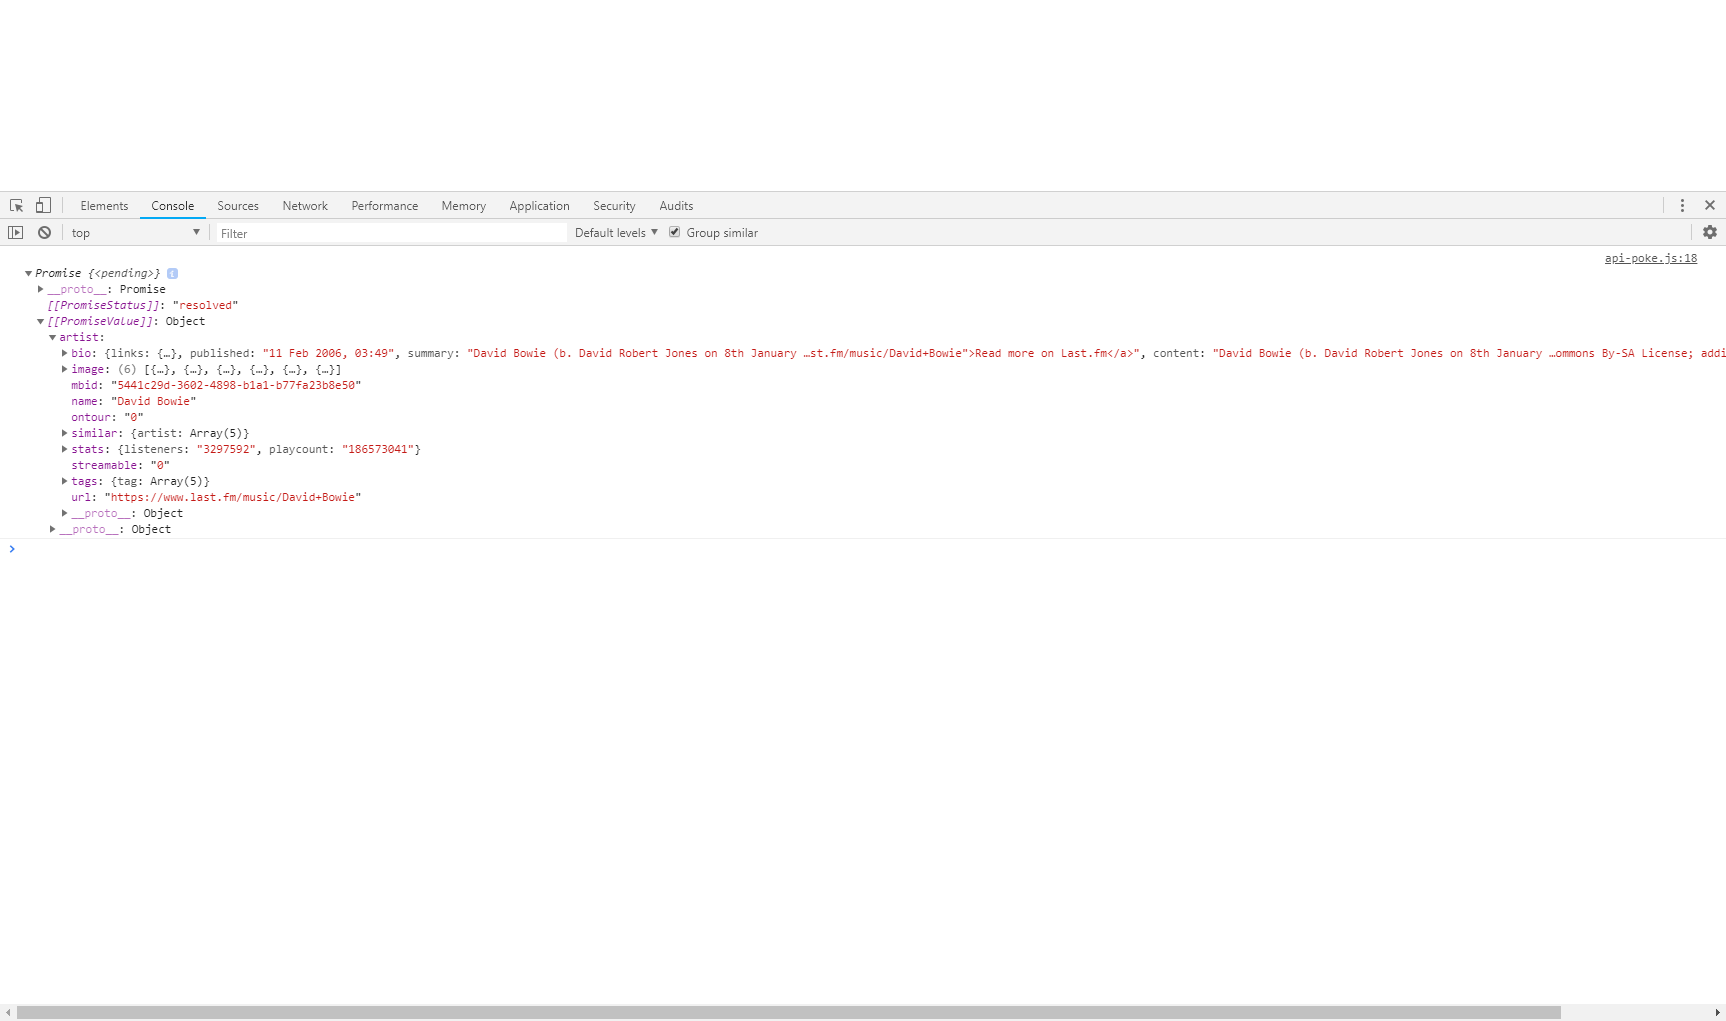 Elements Console Sources Network Performance Memory Application Security Audits
top Filter Default levels Group similar
api-poke.js:18
Promise {<pending>} i
__proto__: Promise
[[PromiseStatus]]: "resolved"
[[PromiseValue]]: Object
artist:
bio: {links: {…}, published: "11 Feb 2006, 03:49", summary: "David Bowie (b. David Robert Jones on 8th January …st.fm/music/David+Bowie">Read more on Last.fm</a>", content: "David Bowie (b. David Robert Jones on 8th January …ommons By-SA License; addi
image: (6) [{…}, {…}, {…}, {…}, {…}, {…}]
mbid: "5441c29d-3602-4898-b1a1-b77fa23b8e50"
name: "David Bowie"
ontour: "0"
similar: {artist: Array(5)}
stats: {listeners: "3297592", playcount: "186573041"}
streamable: "0"
tags: {tag: Array(5)}
url: "https://www.last.fm/music/David+Bowie"
__proto__: Object
__proto__: Object